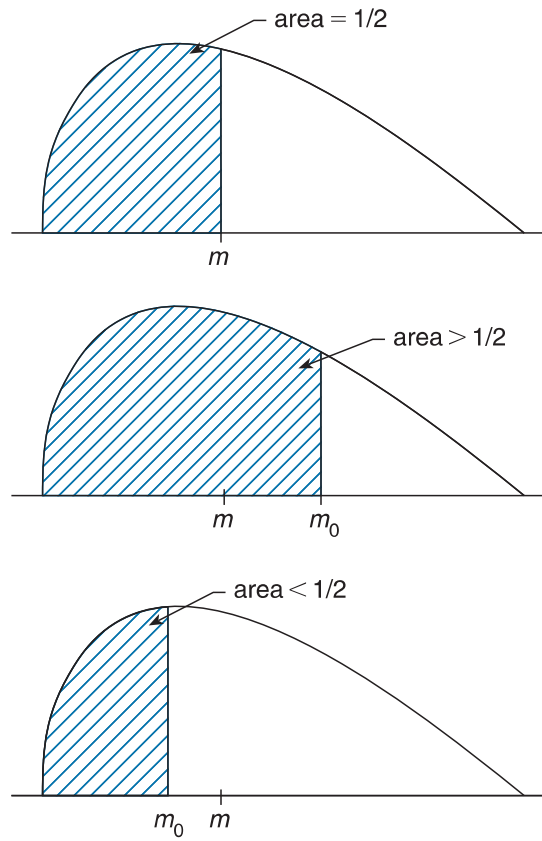 area = 1/2
m
area > 1/2
m m₀
area < 1/2
m₀ m